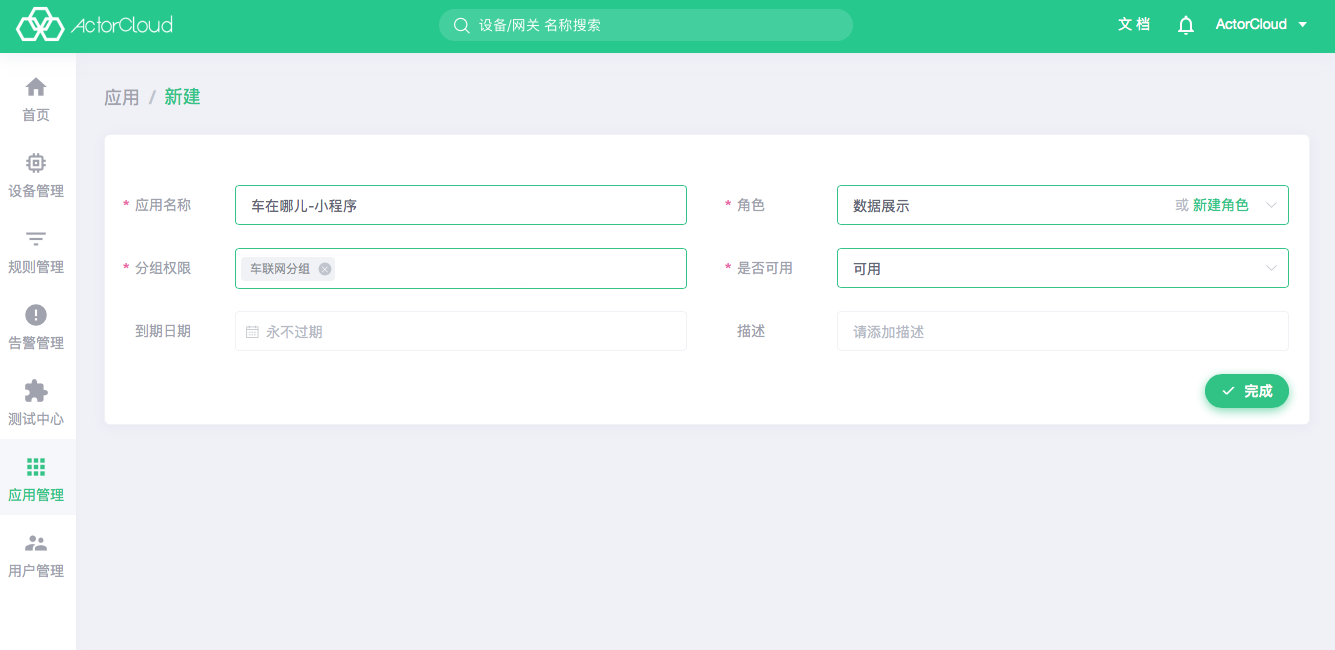 ActorCloud
设备/网关 名称搜索
文 档
ActorCloud
首页
设备管理
规则管理
告警管理
测试中心
应用管理
用户管理
应用 / 新建
* 应用名称
车在哪儿-小程序
* 角色
数据展示
或 新建角色
* 分组权限
车联网分组
* 是否可用
可用
到期日期
永不过期
描述
请添加描述
完成